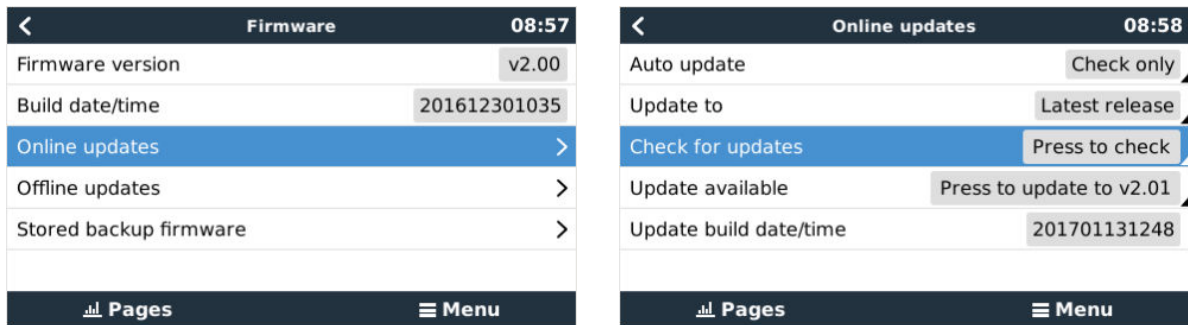 Firmware 08:57
Firmware version v2.00
Build date/time 201612301035
Online updates
Offline updates
Stored backup firmware
Pages Menu
Online updates 08:58
Auto update Check only
Update to Latest release
Check for updates Press to check
Update available Press to update to v2.01
Update build date/time 201701131248
Pages Menu